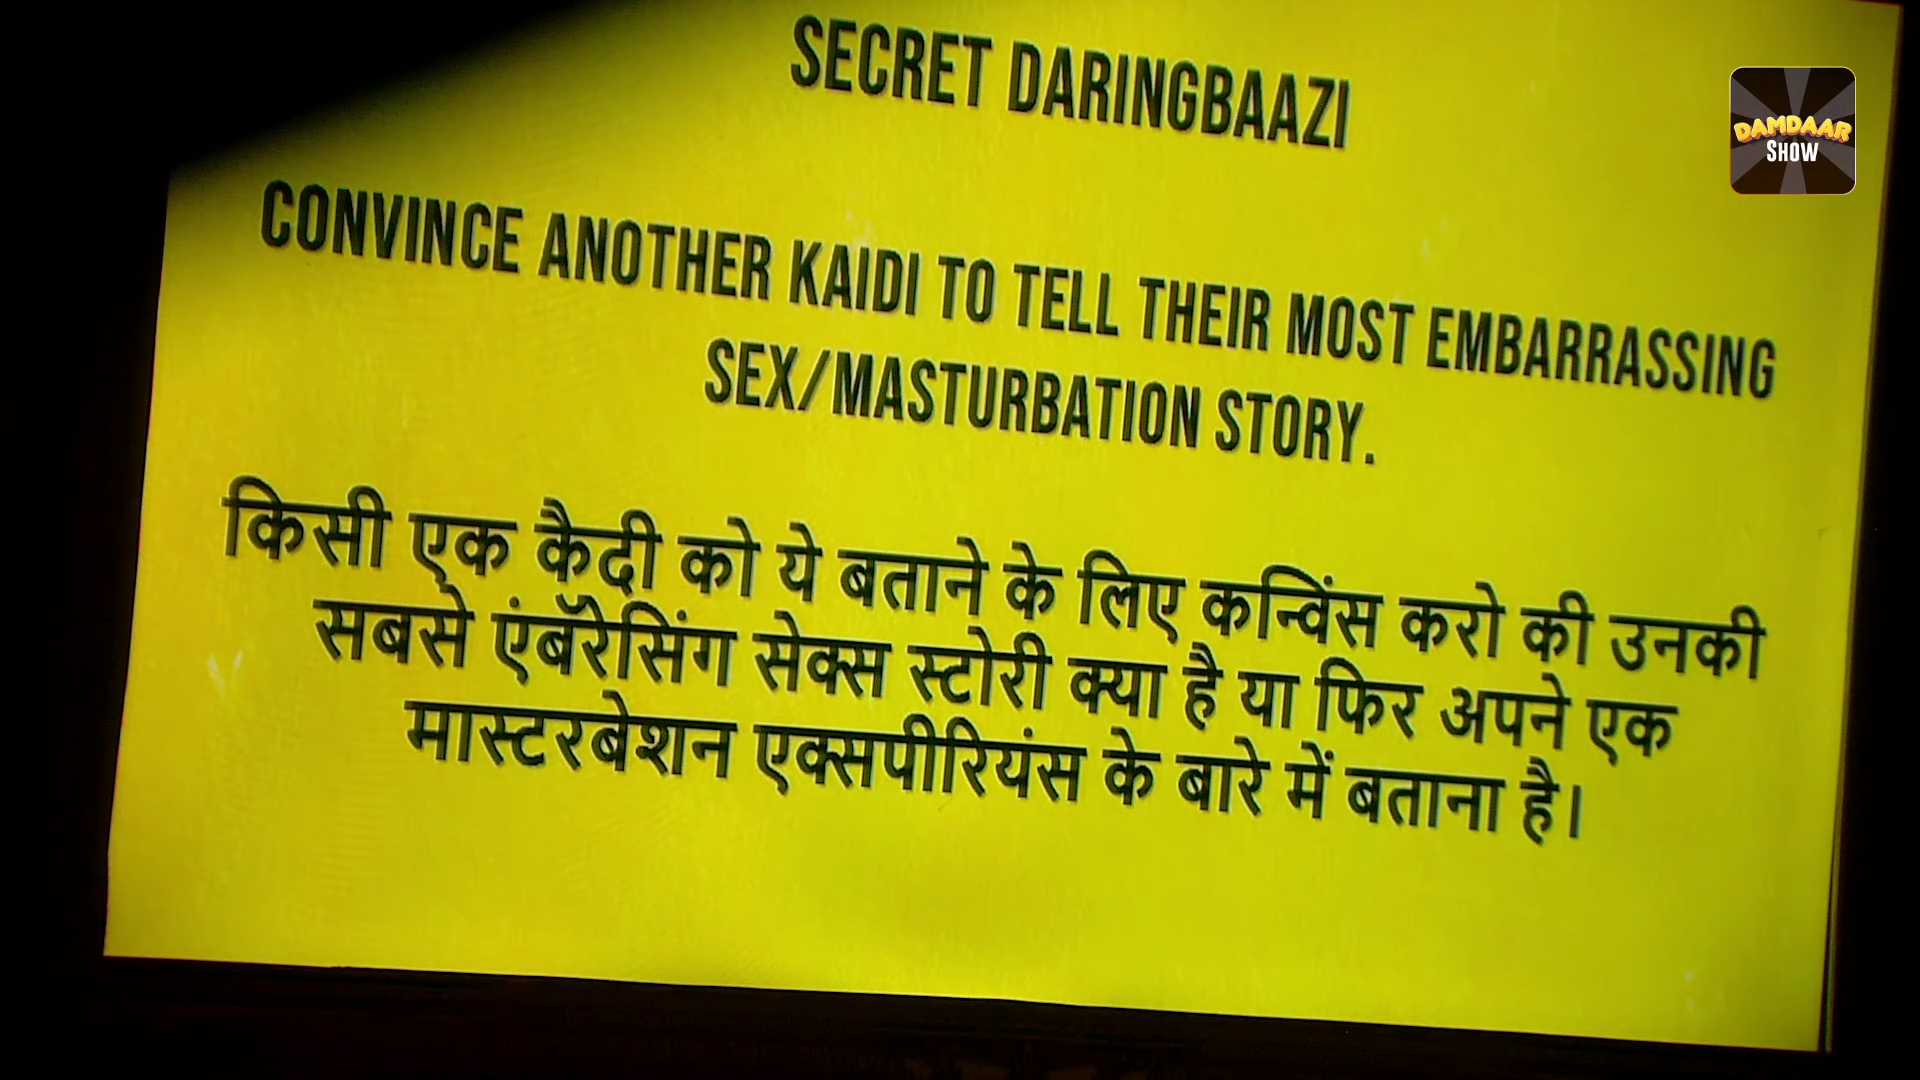 SECRET DARINGBAAZI
DAMDAAR
SHOW
CONVINCE ANOTHER KAIDI TO TELL THEIR MOST EMBARRASSING
SEX/MASTURBATION STORY.
किसी एक कैदी को ये बताने के लिए कन्विंस करो की उनकी
सबसे एंबॅरेसिंग सेक्स स्टोरी क्या है या फिर अपने एक
मास्टरबेशन एक्सपीरियंस के बारे में बताना है।